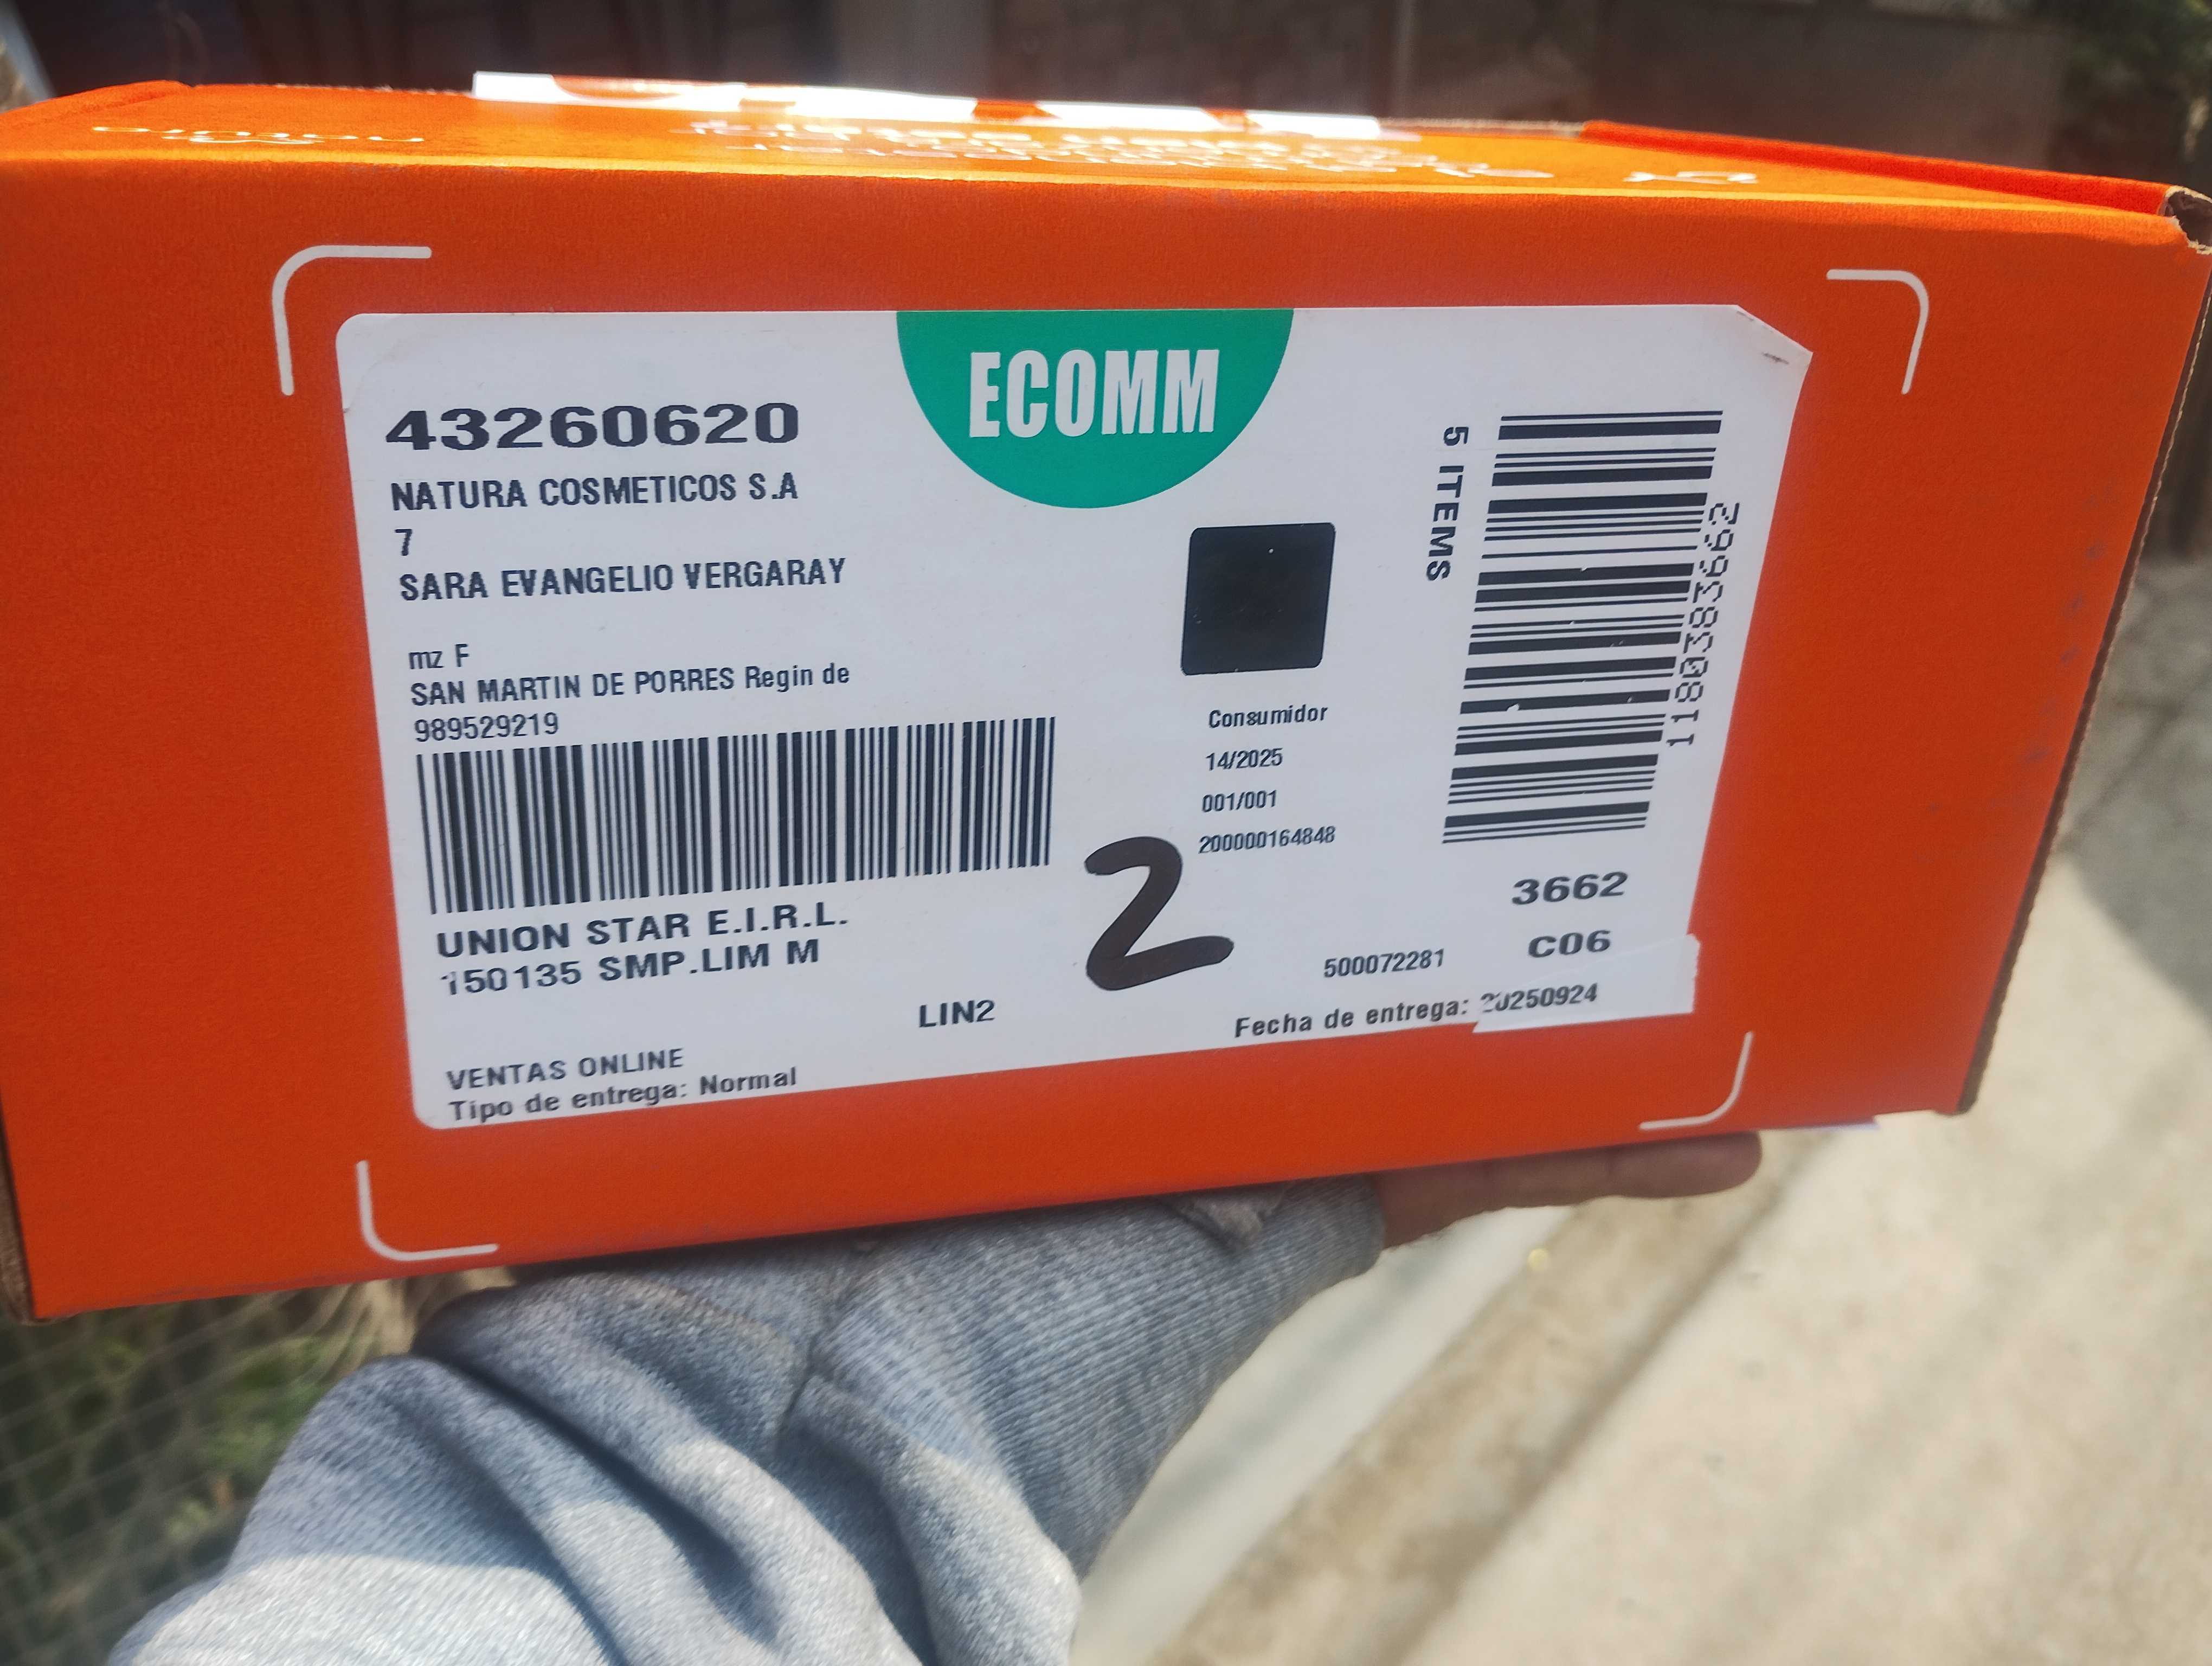 natura
ECOMM
43260620
NATURA COSMETICOS S.A
7
SARA EVANGELIO VERGARAY
mz F
SAN MARTIN DE PORRES Regin de
989529219
UNION STAR E.I.R.L.
150135 SMP.LIM M
LIN2
VENTAS ONLINE
Tipo de entrega: Normal
Consumidor
14/2025
001/001
200000164848
2
5 ITEMS
1180383662
3662
C06
500072281
Fecha de entrega: 20250924